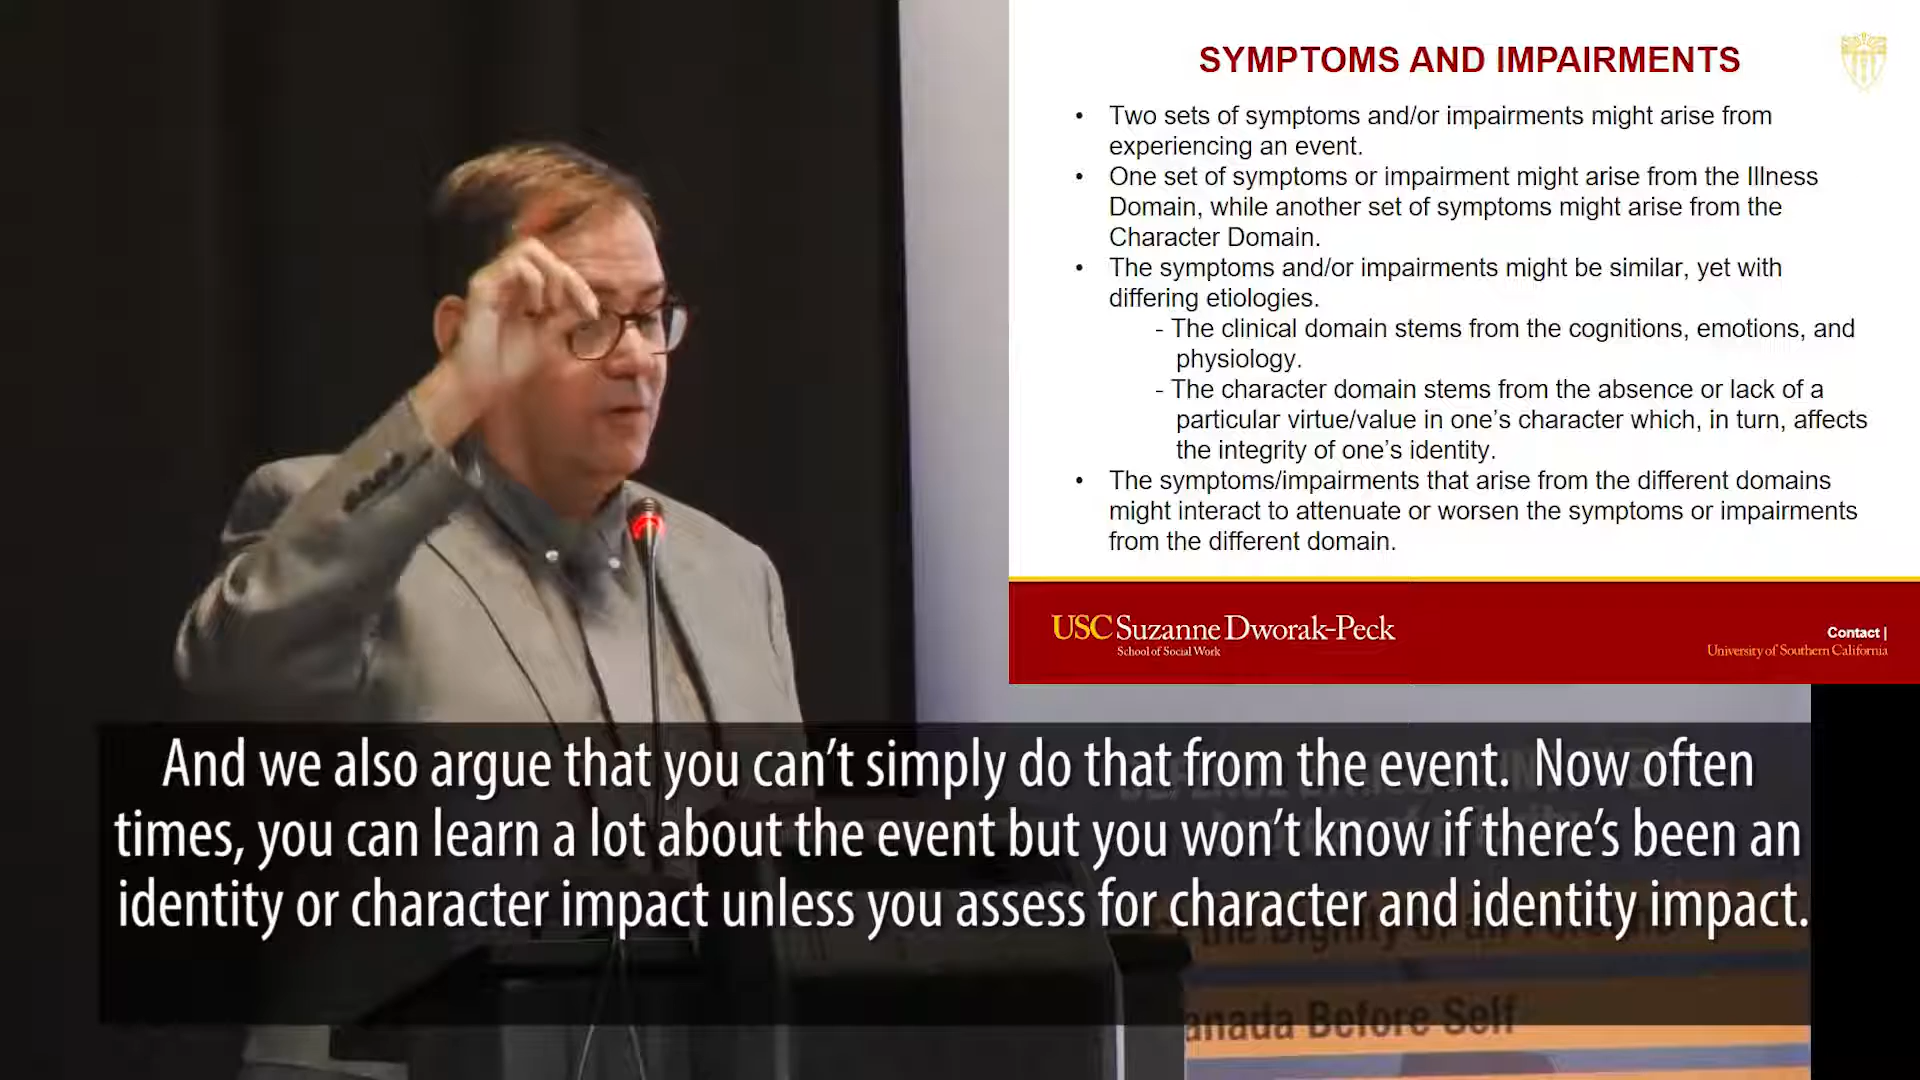 SYMPTOMS AND IMPAIRMENTS
• Two sets of symptoms and/or impairments might arise from
experiencing an event.
• One set of symptoms or impairment might arise from the Illness
Domain, while another set of symptoms might arise from the
Character Domain.
• The symptoms and/or impairments might be similar, yet with
differing etiologies.
- The clinical domain stems from the cognitions, emotions, and
physiology.
- The character domain stems from the absence or lack of a
particular virtue/value in one’s character which, in turn, affects
the integrity of one’s identity.
• The symptoms/impairments that arise from the different domains
might interact to attenuate or worsen the symptoms or impairments
from the different domain.
USC Suzanne Dworak-Peck
School of Social Work
Contact |
University of Southern California
And we also argue that you can’t simply do that from the event. Now often
times, you can learn a lot about the event but you won’t know if there’s been an
identity or character impact unless you assess for character and identity impact.
the Dignity of all
anada Before Self